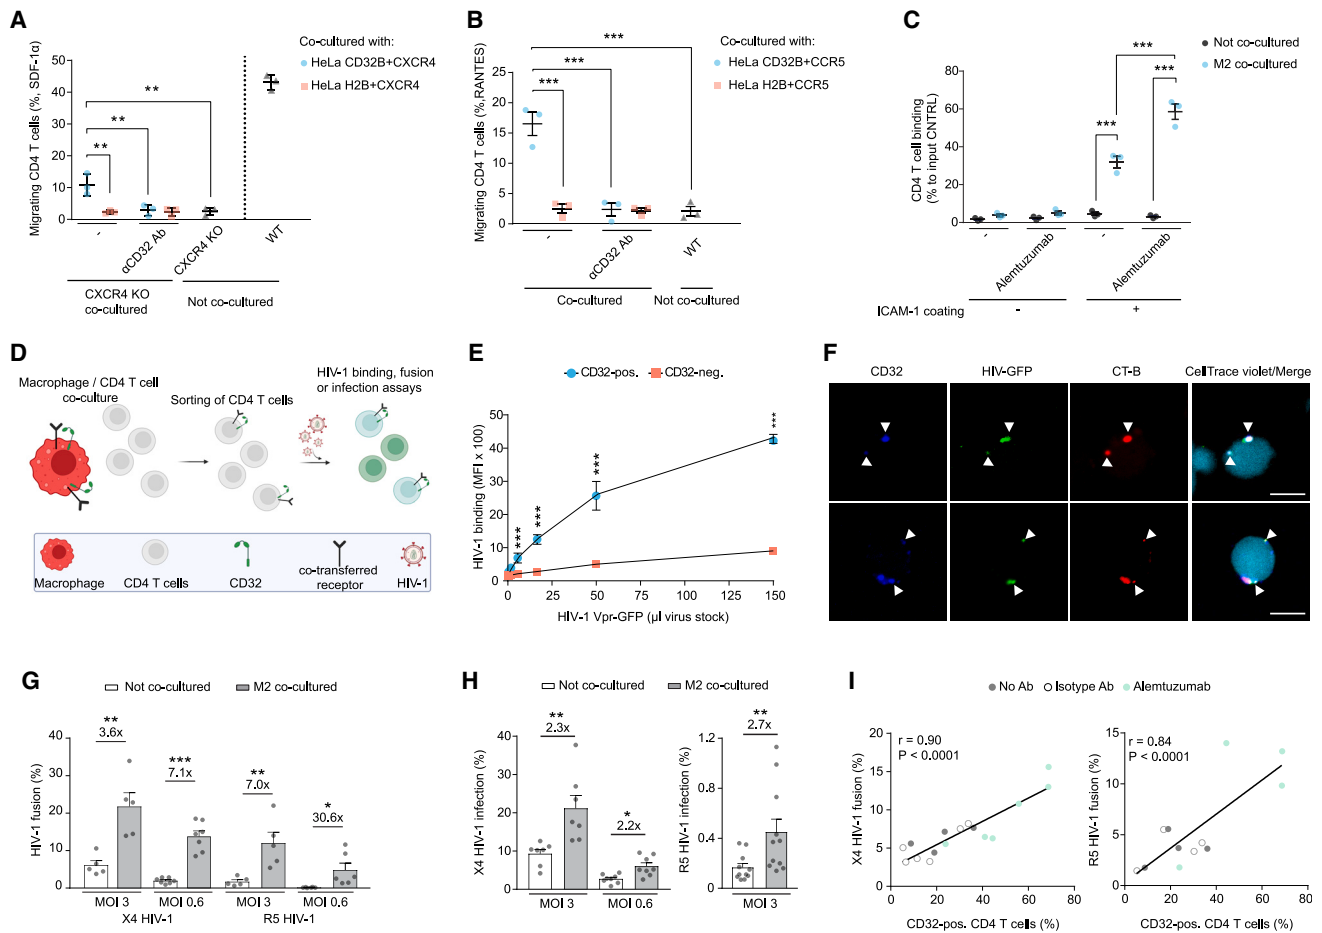 A
Migrating CD4 T cells (%, SDF-1α)
50
40
30
20
10
0
**
**
**
Co-cultured with:
HeLa CD32B+CXCR4
HeLa H2B+CXCR4
-
αCD32 Ab
CXCR4 KO
WT
CXCR4 KO
co-cultured
Not co-cultured
B
Migrating CD4 T cells (%,RANTES)
25
20
15
10
5
0
***
***
***
Co-cultured with:
HeLa CD32B+CCR5
HeLa H2B+CCR5
-
αCD32 Ab
WT
Co-cultured
Not co-cultured
C
CD4 T cell binding
(% to input CNTRL)
80
60
40
20
0
Not co-cultured
M2 co-cultured
***
***
***
-
Alemtuzumab
-
Alemtuzumab
ICAM-1 coating
-
+
D
Macrophage / CD4 T cell
co-culture
Sorting of CD4 T cells
HIV-1 binding, fusion
or infection assays
Macrophage
CD4 T cells
CD32
co-transferred
receptor
HIV-1
E
CD32-pos.
CD32-neg.
HIV-1 binding (MFI x 100)
50
40
30
20
10
0
***
***
***
***
0
25
50
75
100
125
150
HIV-1 Vpr-GFP (µl virus stock)
F
CD32
HIV-GFP
CT-B
CellTrace violet/Merge
G
Not co-cultured
M2 co-cultured
HIV-1 fusion (%)
40
30
20
10
0
**
3.6x
***
7.1x
**
7.0x
*
30.6x
MOI 3
MOI 0.6
MOI 3
MOI 0.6
X4 HIV-1
R5 HIV-1
H
Not co-cultured
M2 co-cultured
X4 HIV-1 infection (%)
50
40
30
20
10
0
**
2.3x
*
2.2x
MOI 3
MOI 0.6
R5 HIV-1 infection (%)
1.2
0.8
0.4
0
**
2.7x
MOI 3
I
No Ab
Isotype Ab
Alemtuzumab
X4 HIV-1 fusion (%)
20
15
10
5
0
r = 0.90
P < 0.0001
0
20
40
60
80
CD32-pos. CD4 T cells (%)
R5 HIV-1 fusion (%)
15
10
5
0
r = 0.84
P < 0.0001
0
20
40
60
80
CD32-pos. CD4 T cells (%)